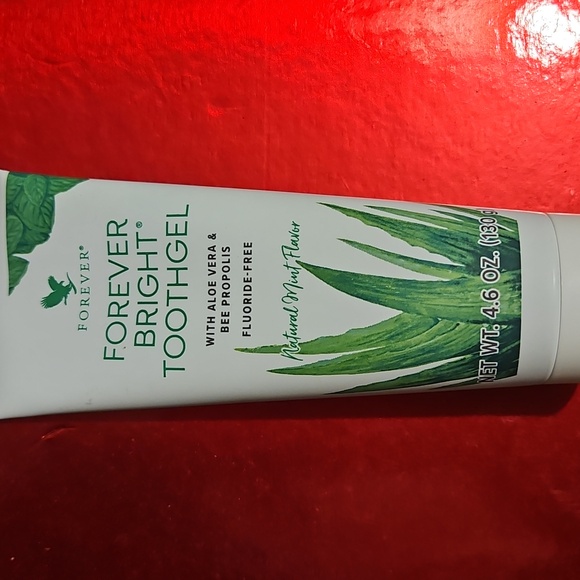 FOREVER®
FOREVER
BRIGHT®
TOOTHGEL
WITH ALOE VERA &
BEE PROPOLIS
FLUORIDE-FREE
Natural Mint Flavor
NET WT. 4.6 OZ. (130 g